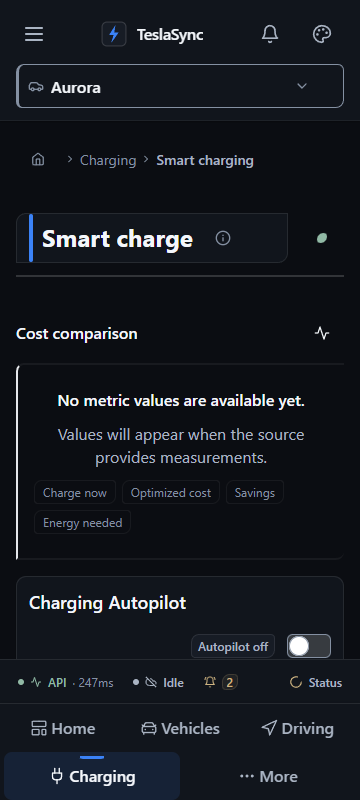 TeslaSync
Aurora
Charging Smart charging
Smart charge
Cost comparison
No metric values are available yet.
Values will appear when the source
provides measurements.
Charge now Optimized cost Savings
Energy needed
Charging Autopilot
Autopilot off
API · 247ms Idle 2 Status
Home Vehicles Driving
Charging More